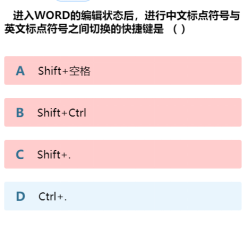 进入WORD的编辑状态后，进行中文标点符号与
英文标点符号之间切换的快捷键是 （ ）
A Shift+空格
B Shift+Ctrl
C Shift+.
D Ctrl+.